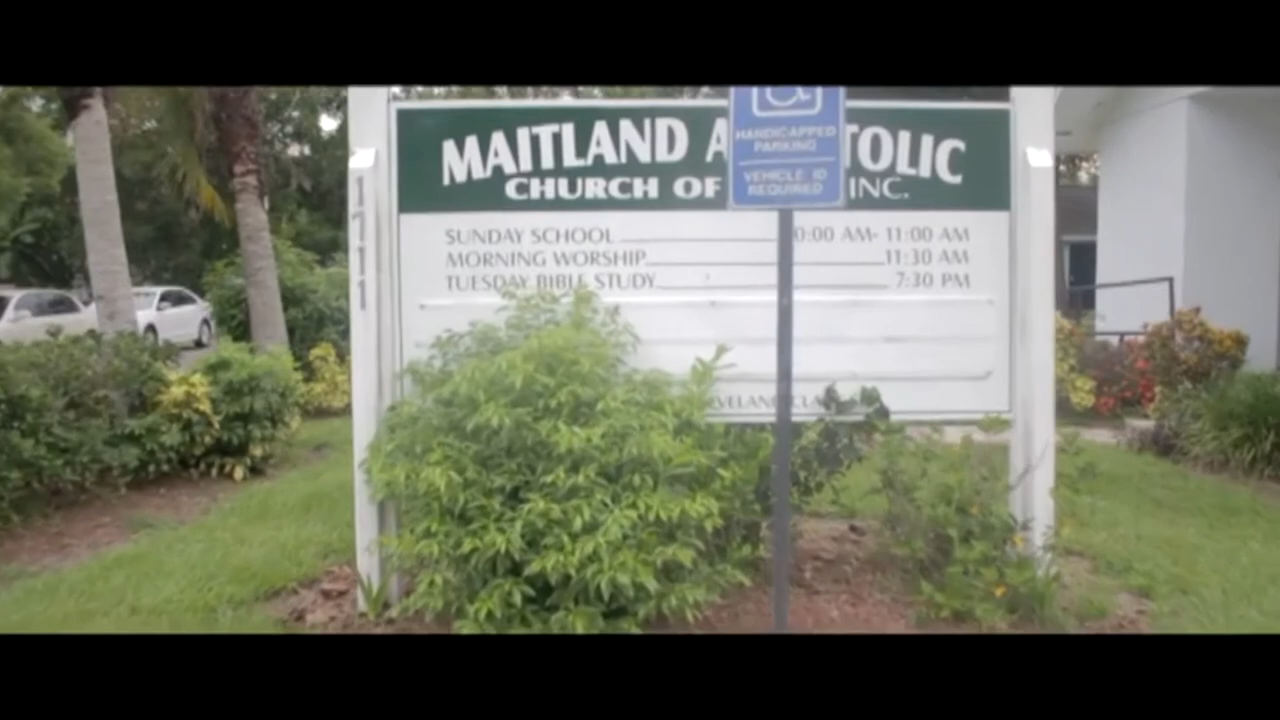 MAITLAND A TOLIC
CHURCH OF INC.
HANDICAPPED
PARKING
VEHICLE ID
REQUIRED
SUNDAY SCHOOL 0:00 AM- 11:00 AM
MORNING WORSHIP 11:30 AM
TUESDAY BIBLE STUDY 7:30 PM
1711